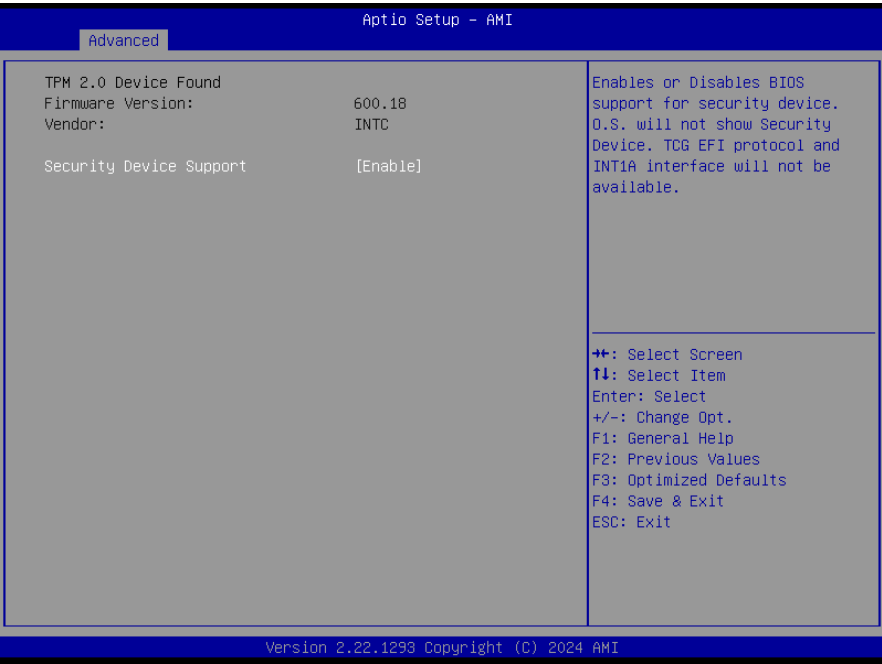 Aptio Setup – AMI
Advanced
TPM 2.0 Device Found
Firmware Version: 600.18
Vendor: INTC
Security Device Support [Enable]
Enables or Disables BIOS
support for security device.
O.S. will not show Security
Device. TCG EFI protocol and
INT1A interface will not be
available.
→←: Select Screen
↑↓: Select Item
Enter: Select
+/-: Change Opt.
F1: General Help
F2: Previous Values
F3: Optimized Defaults
F4: Save & Exit
ESC: Exit
Version 2.22.1293 Copyright (C) 2024 AMI